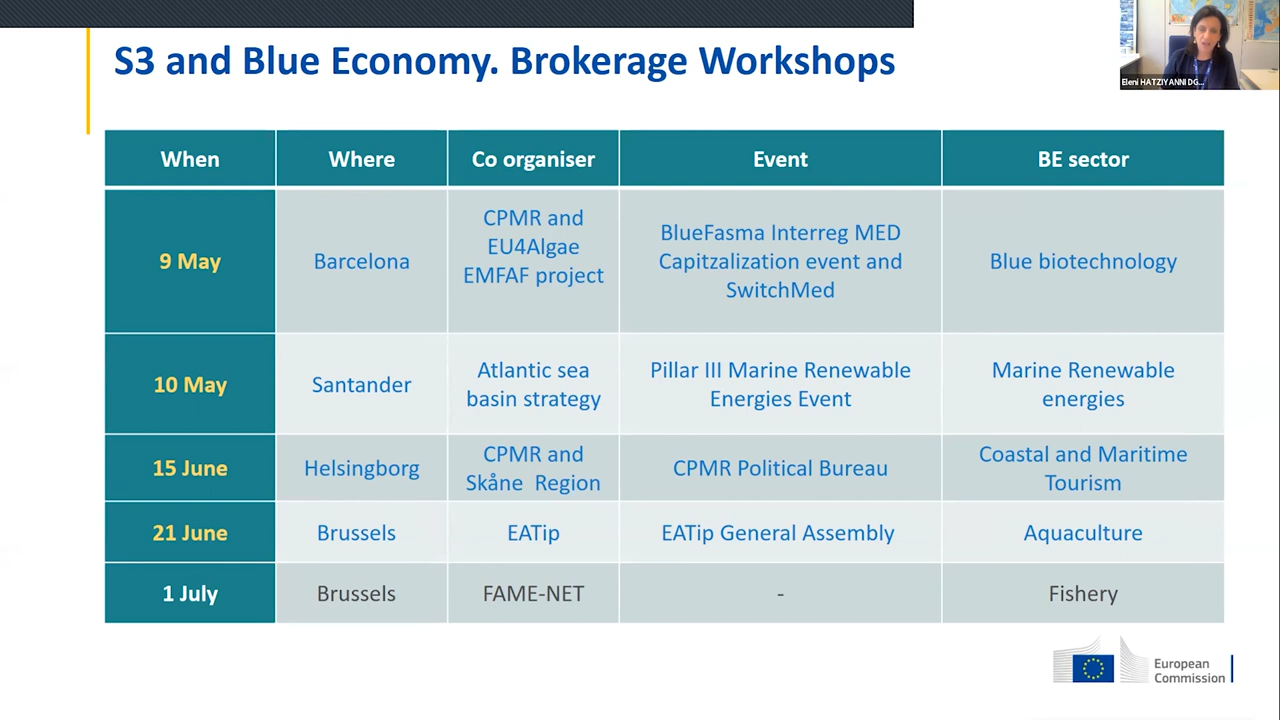 S3 and Blue Economy. Brokerage Workshops
Eleni HATZIYANNI DG...
When
Where
Co organiser
Event
BE sector
9 May
Barcelona
CPMR and
EU4Algae
EMFAF project
BlueFasma Interreg MED
Capitzalization event and
SwitchMed
Blue biotechnology
10 May
Santander
Atlantic sea
basin strategy
Pillar III Marine Renewable
Energies Event
Marine Renewable
energies
15 June
Helsingborg
CPMR and
Skåne Region
CPMR Political Bureau
Coastal and Maritime
Tourism
21 June
Brussels
EATip
EATip General Assembly
Aquaculture
1 July
Brussels
FAME-NET
-
Fishery
European
Commission